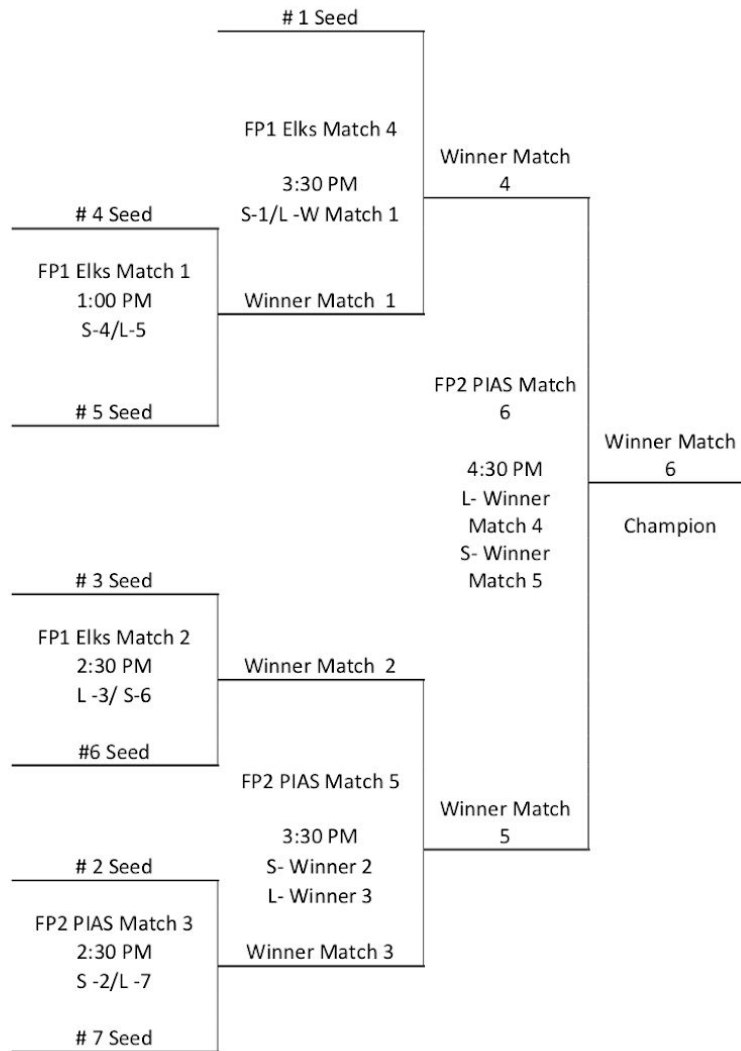 # 1 Seed
FP1 Elks Match 4
3:30 PM
S-1/L -W Match 1
Winner Match
4
# 4 Seed
FP1 Elks Match 1
1:00 PM
S-4/L-5
Winner Match  1
# 5 Seed
FP2 PIAS Match
6
4:30 PM
L- Winner
Match 4
S- Winner
Match 5
Winner Match
6
Champion
# 3 Seed
FP1 Elks Match 2
2:30 PM
L -3/ S-6
Winner Match  2
#6 Seed
FP2 PIAS Match 5
3:30 PM
S- Winner 2
L- Winner 3
Winner Match
5
# 2 Seed
FP2 PIAS Match 3
2:30 PM
S -2/L -7
Winner Match 3
# 7 Seed